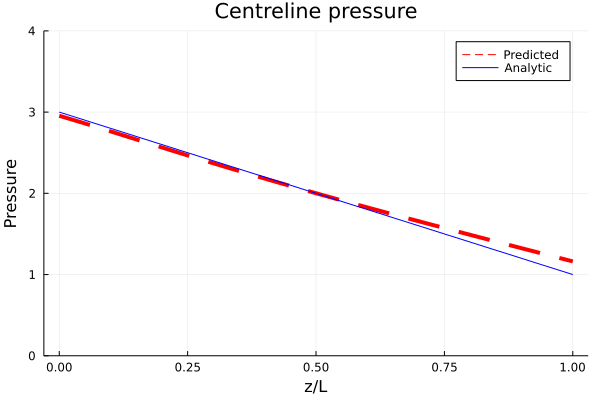 Centreline pressure
Predicted
Analytic
Pressure
4
3
2
1
0
0.00 0.25 0.50 0.75 1.00
z/L